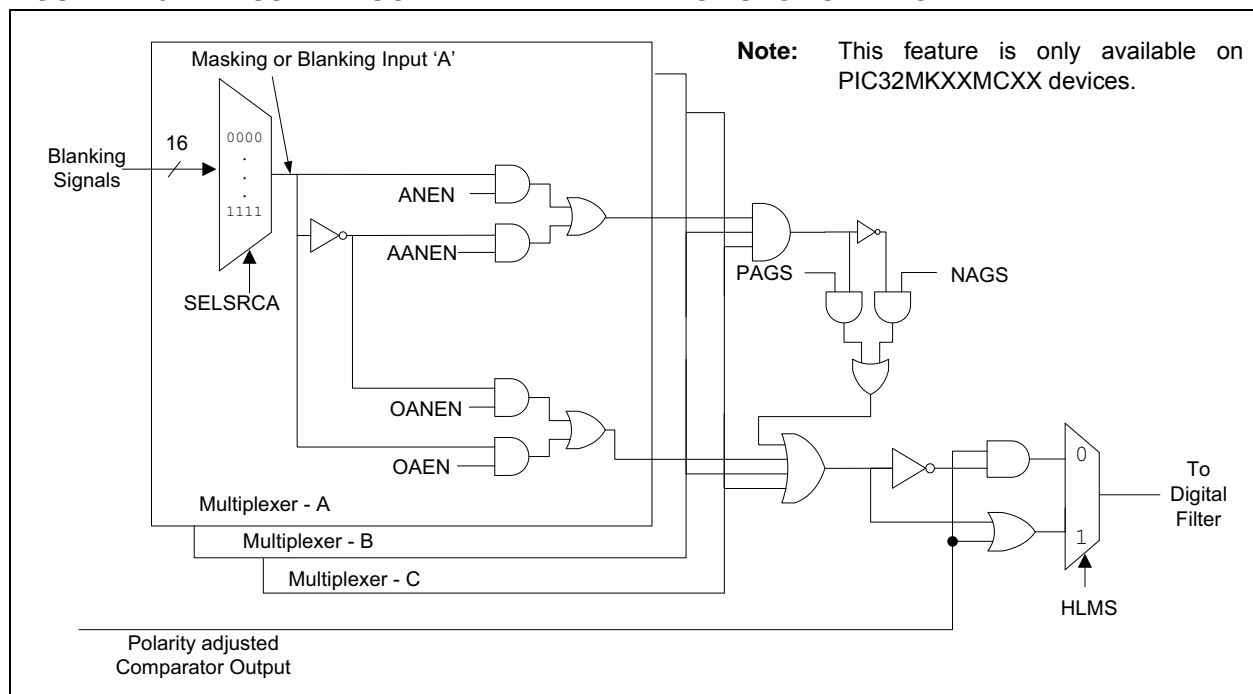 Note: This feature is only available on
PIC32MKXXMCXX devices.
Masking or Blanking Input ‘A’
Blanking
Signals
16
0000
.
.
.
1111
SELSRCA
ANEN
AANEN
PAGS
NAGS
OANEN
OAEN
Multiplexer - A
Multiplexer - B
Multiplexer - C
0
1
To
Digital
Filter
HLMS
Polarity adjusted
Comparator Output